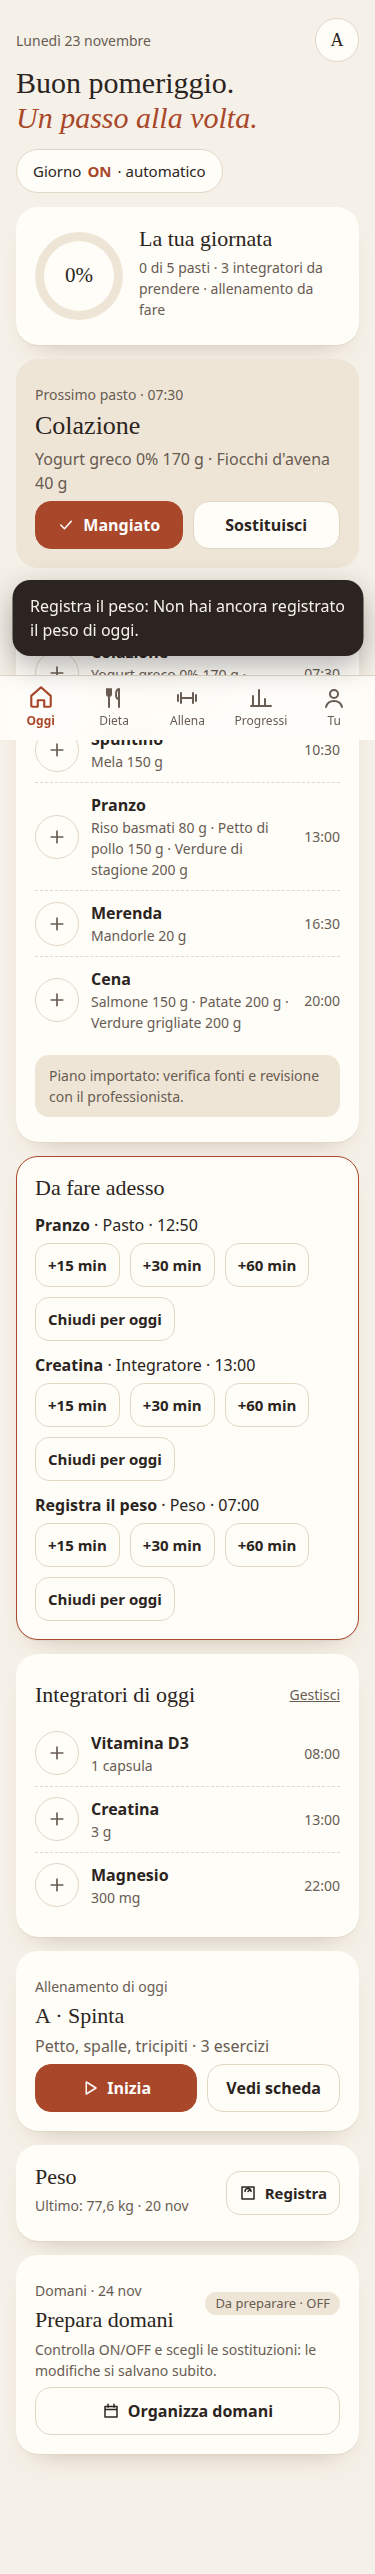 Lunedì 23 novembre
A
Buon pomeriggio.
Un passo alla volta.
Giorno ON · automatico
0%
La tua giornata
0 di 5 pasti · 3 integratori da
prendere · allenamento da
fare
Prossimo pasto · 07:30
Colazione
Yogurt greco 0% 170 g · Fiocchi d'avena
40 g
Mangiato
Sostituisci
Registra il peso: Non hai ancora registrato
il peso di oggi.
Colazione
Yogurt greco 0% 170 g ·
07:30
Oggi
Dieta
Allena
Progressi
Tu
Spuntino
Mela 150 g
10:30
Pranzo
Riso basmati 80 g · Petto di
pollo 150 g · Verdure di
stagione 200 g
13:00
Merenda
Mandorle 20 g
16:30
Cena
Salmone 150 g · Patate 200 g ·
Verdure grigliate 200 g
20:00
Piano importato: verifica fonti e revisione
con il professionista.
Da fare adesso
Pranzo · Pasto · 12:50
+15 min
+30 min
+60 min
Chiudi per oggi
Creatina · Integratore · 13:00
+15 min
+30 min
+60 min
Chiudi per oggi
Registra il peso · Peso · 07:00
+15 min
+30 min
+60 min
Chiudi per oggi
Integratori di oggi
Gestisci
Vitamina D3
1 capsula
08:00
Creatina
3 g
13:00
Magnesio
300 mg
22:00
Allenamento di oggi
A · Spinta
Petto, spalle, tricipiti · 3 esercizi
Inizia
Vedi scheda
Peso
Ultimo: 77,6 kg · 20 nov
Registra
Domani · 24 nov
Prepara domani
Da preparare · OFF
Controlla ON/OFF e scegli le sostituzioni: le
modifiche si salvano subito.
Organizza domani